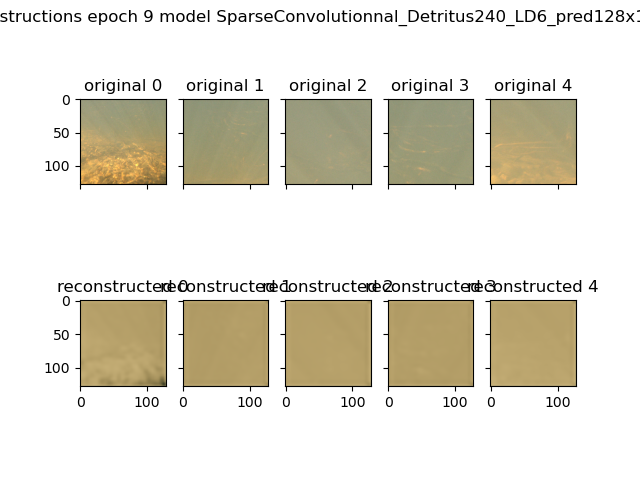 structions epoch 9 model SparseConvolutionnal_Detritus240_LD6_pred128x1
original 0 original 1 original 2 original 3 original 4
0
50
100
reconstructed 0 reconstructed 1 reconstructed 2 reconstructed 3 reconstructed 4
0
50
100
0 100 0 100 0 100 0 100 0 100